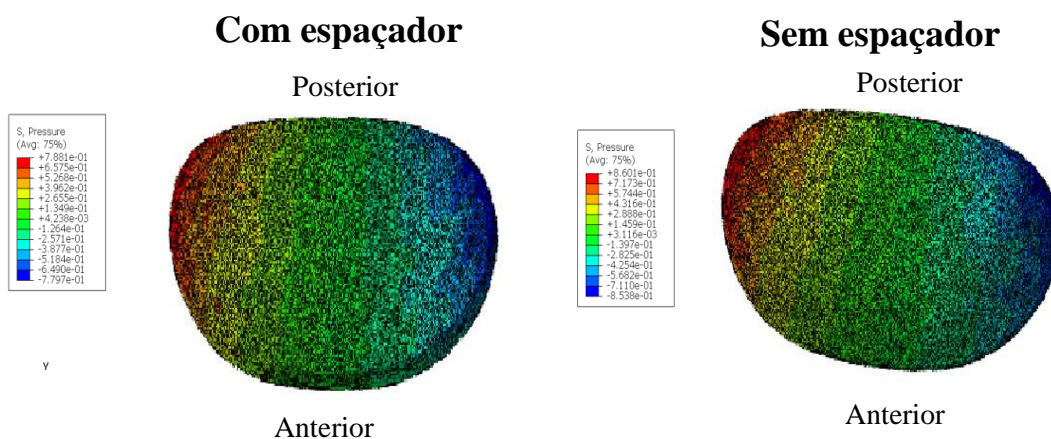 Com espaçador
Posterior
S, Pressure
(Avg: 75%)
+7.881e-01
+6.575e-01
+5.268e-01
+3.962e-01
+2.655e-01
+1.349e-01
+4.238e-03
-1.264e-01
-2.571e-01
-3.877e-01
-5.184e-01
-6.490e-01
-7.797e-01
Y
Anterior
Sem espaçador
Posterior
S, Pressure
(Avg: 75%)
+8.601e-01
+7.173e-01
+5.744e-01
+4.316e-01
+2.888e-01
+1.459e-01
+3.116e-03
-1.397e-01
-2.825e-01
-4.254e-01
-5.682e-01
-7.110e-01
-8.538e-01
Anterior